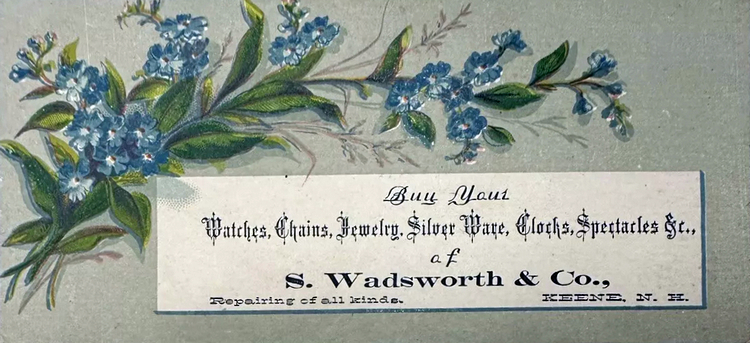 Buy Your
Watches, Chains, Jewelry. Silver Ware, Clocks, Spectacles &c.,
of
S. Wadsworth & Co.,
Repairing of all kinds. KEENE, N. H.